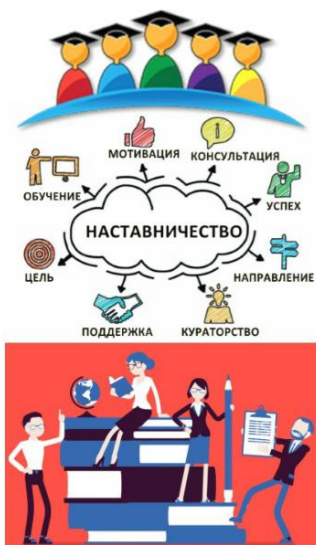 МОТИВАЦИЯ
КОНСУЛЬТАЦИЯ
ОБУЧЕНИЕ
УСПЕХ
НАСТАВНИЧЕСТВО
ЦЕЛЬ
НАПРАВЛЕНИЕ
ПОДДЕРЖКА
КУРАТОРСТВО